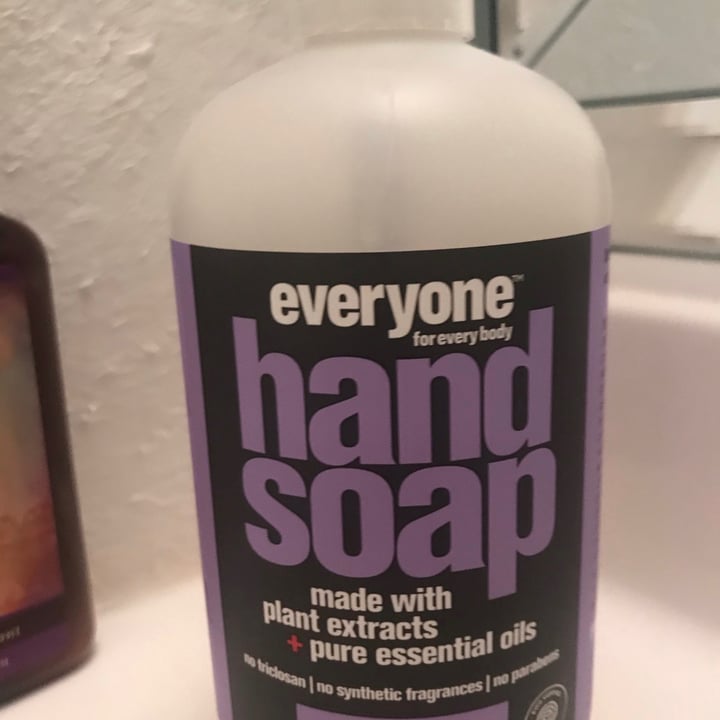 everyone™
for every body
hand
soap
made with
plant extracts
+ pure essential oils
no triclosan | no synthetic fragrances | no parabens